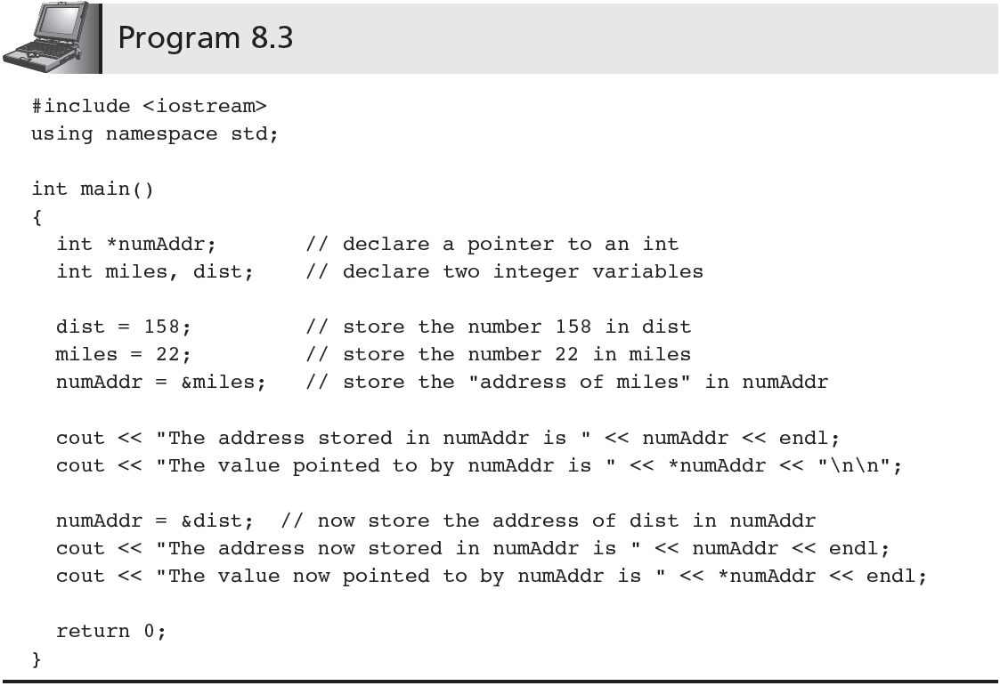 Program 8.3
#include <iostream>
using namespace std;
int main()
{
int *numAddr; // declare a pointer to an int
int miles, dist; // declare two integer variables
dist = 158; // store the number 158 in dist
miles = 22; // store the number 22 in miles
numAddr = &miles; // store the "address of miles" in numAddr
cout << "The address stored in numAddr is " << numAddr << endl;
cout << "The value pointed to by numAddr is " << *numAddr << "\n\n";
numAddr = &dist; // now store the address of dist in numAddr
cout << "The address now stored in numAddr is " << numAddr << endl;
cout << "The value now pointed to by numAddr is " << *numAddr << endl;
return 0;
}